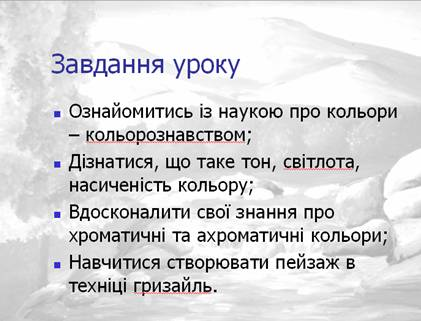 Завдання уроку
Ознайомитись із наукою про кольори
– кольорознавством;
Дізнатися, що таке тон, світлота,
насиченість кольору;
Вдосконалити свої знання про
хроматичні та ахроматичні кольори;
Навчитися створювати пейзаж в
техніці гризайль.